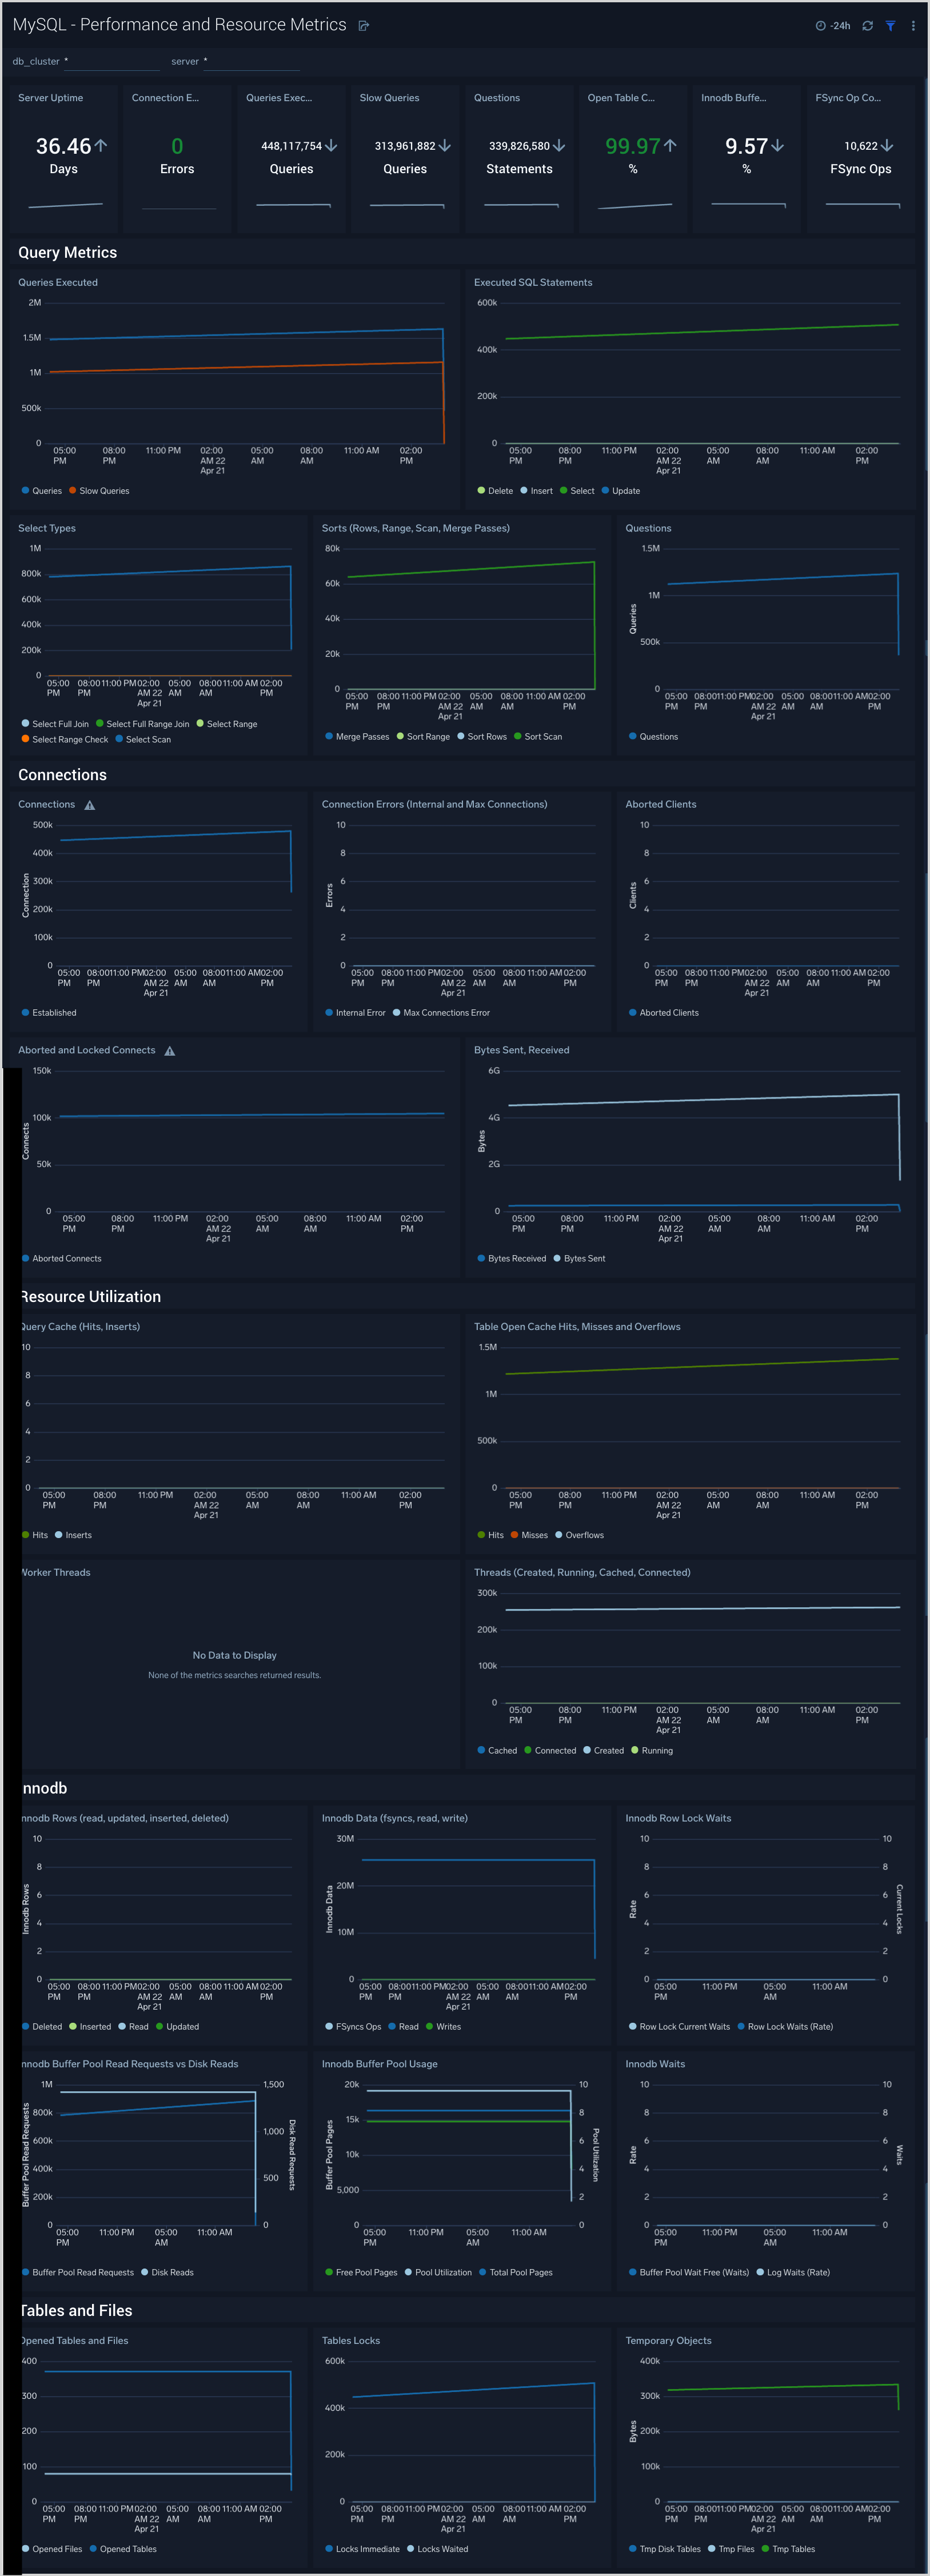 MySQL - Performance and Resource Metrics
-24h
db_cluster *
server *
Server Uptime
36.46
Days
Connection E...
0
Errors
Queries Exec...
448,117,754
Queries
Slow Queries
313,961,882
Queries
Questions
339,826,580
Statements
Open Table C...
99.97
%
Innodb Buffe...
9.57
%
FSync Op Co...
10,622
FSync Ops
Query Metrics
Queries Executed
2M
1.5M
1M
500k
0
05:00 PM
08:00 PM
11:00 PM
02:00 AM 22 Apr 21
05:00 AM
08:00 AM
11:00 AM
02:00 PM
Queries
Slow Queries
Executed SQL Statements
600k
400k
200k
0
05:00 PM
08:00 PM
11:00 PM
02:00 AM 22 Apr 21
05:00 AM
08:00 AM
11:00 AM
02:00 PM
Delete
Insert
Select
Update
Select Types
1M
800k
600k
400k
200k
0
05:00 PM
08:00 PM
11:00 PM
02:00 AM 22 Apr 21
05:00 AM
08:00 AM
11:00 AM
02:00 PM
Select Full Join
Select Full Range Join
Select Range
Select Range Check
Select Scan
Sorts (Rows, Range, Scan, Merge Passes)
80k
60k
40k
20k
0
05:00 PM
08:00 PM
11:00 PM
02:00 AM 22 Apr 21
05:00 AM
08:00 AM
11:00 AM
02:00 PM
Merge Passes
Sort Range
Sort Rows
Sort Scan
Questions
Queries
1.5M
1M
500k
0
05:00 PM
08:00 PM
11:00 PM
02:00 AM 22 Apr 21
05:00 AM
08:00 AM
11:00 AM
02:00 PM
Questions
Connections
Connections
Connection
500k
400k
300k
200k
100k
0
05:00 PM
08:00 PM
11:00 PM
02:00 AM 22 Apr 21
05:00 AM
08:00 AM
11:00 AM
02:00 PM
Established
Connection Errors (Internal and Max Connections)
Errors
10
8
6
4
2
0
05:00 PM
08:00 PM
11:00 PM
02:00 AM 22 Apr 21
05:00 AM
08:00 AM
11:00 AM
02:00 PM
Internal Error
Max Connections Error
Aborted Clients
Clients
10
8
6
4
2
0
05:00 PM
08:00 PM
11:00 PM
02:00 AM 22 Apr 21
05:00 AM
08:00 AM
11:00 AM
02:00 PM
Aborted Clients
Aborted and Locked Connects
Connects
150k
100k
50k
0
05:00 PM
08:00 PM
11:00 PM
02:00 AM 22 Apr 21
05:00 AM
08:00 AM
11:00 AM
02:00 PM
Aborted Connects
Bytes Sent, Received
Bytes
6G
4G
2G
0
05:00 PM
08:00 PM
11:00 PM
02:00 AM 22 Apr 21
05:00 AM
08:00 AM
11:00 AM
02:00 PM
Bytes Received
Bytes Sent
Resource Utilization
Query Cache (Hits, Inserts)
10
8
6
4
2
0
05:00 PM
08:00 PM
11:00 PM
02:00 AM 22 Apr 21
05:00 AM
08:00 AM
11:00 AM
02:00 PM
Hits
Inserts
Table Open Cache Hits, Misses and Overflows
1.5M
1M
500k
0
05:00 PM
08:00 PM
11:00 PM
02:00 AM 22 Apr 21
05:00 AM
08:00 AM
11:00 AM
02:00 PM
Hits
Misses
Overflows
Worker Threads
No Data to Display
None of the metrics searches returned results.
Threads (Created, Running, Cached, Connected)
300k
200k
100k
0
05:00 PM
08:00 PM
11:00 PM
02:00 AM 22 Apr 21
05:00 AM
08:00 AM
11:00 AM
02:00 PM
Cached
Connected
Created
Running
nnodb
nnodb Rows (read, updated, inserted, deleted)
Innodb Rows
10
8
6
4
2
0
05:00 PM
08:00 PM
11:00 PM
02:00 AM 22 Apr 21
05:00 AM
08:00 AM
11:00 AM
02:00 PM
Deleted
Inserted
Read
Updated
Innodb Data (fsyncs, read, write)
Innodb Data
30M
20M
10M
0
05:00 PM
08:00 PM
11:00 PM
02:00 AM 22 Apr 21
05:00 AM
08:00 AM
11:00 AM
02:00 PM
FSyncs Ops
Read
Writes
Innodb Row Lock Waits
Rate
10
8
6
4
2
0
10
8
6
4
2
0
Current Locks
05:00 PM
11:00 PM
05:00 AM
11:00 AM
Row Lock Current Waits
Row Lock Waits (Rate)
nnodb Buffer Pool Read Requests vs Disk Reads
Buffer Pool Read Requests
1M
800k
600k
400k
200k
0
1,500
1,000
500
0
Disk Read Requests
05:00 PM
11:00 PM
05:00 AM
11:00 AM
Buffer Pool Read Requests
Disk Reads
Innodb Buffer Pool Usage
Buffer Pool Pages
20k
15k
10k
5,000
0
10
8
6
4
2
0
Pool Utilization
05:00 PM
11:00 PM
05:00 AM
11:00 AM
Free Pool Pages
Pool Utilization
Total Pool Pages
Innodb Waits
Rate
10
8
6
4
2
0
10
8
6
4
2
0
Waits
05:00 PM
11:00 PM
05:00 AM
11:00 AM
Buffer Pool Wait Free (Waits)
Log Waits (Rate)
Tables and Files
Opened Tables and Files
400
300
200
100
0
05:00 PM
08:00 PM
11:00 PM
02:00 AM 22 Apr 21
05:00 AM
08:00 AM
11:00 AM
02:00 PM
Opened Files
Opened Tables
Tables Locks
600k
400k
200k
0
05:00 PM
08:00 PM
11:00 PM
02:00 AM 22 Apr 21
05:00 AM
08:00 AM
11:00 AM
02:00 PM
Locks Immediate
Locks Waited
Temporary Objects
Bytes
400k
300k
200k
100k
0
05:00 PM
08:00 PM
11:00 PM
02:00 AM 22 Apr 21
05:00 AM
08:00 AM
11:00 AM
02:00 PM
Tmp Disk Tables
Tmp Files
Tmp Tables